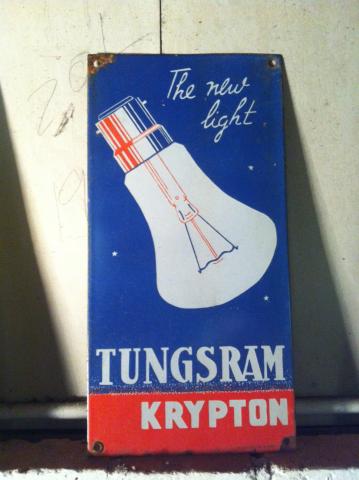 The new
light
TUNGSRAM
KRYPTON